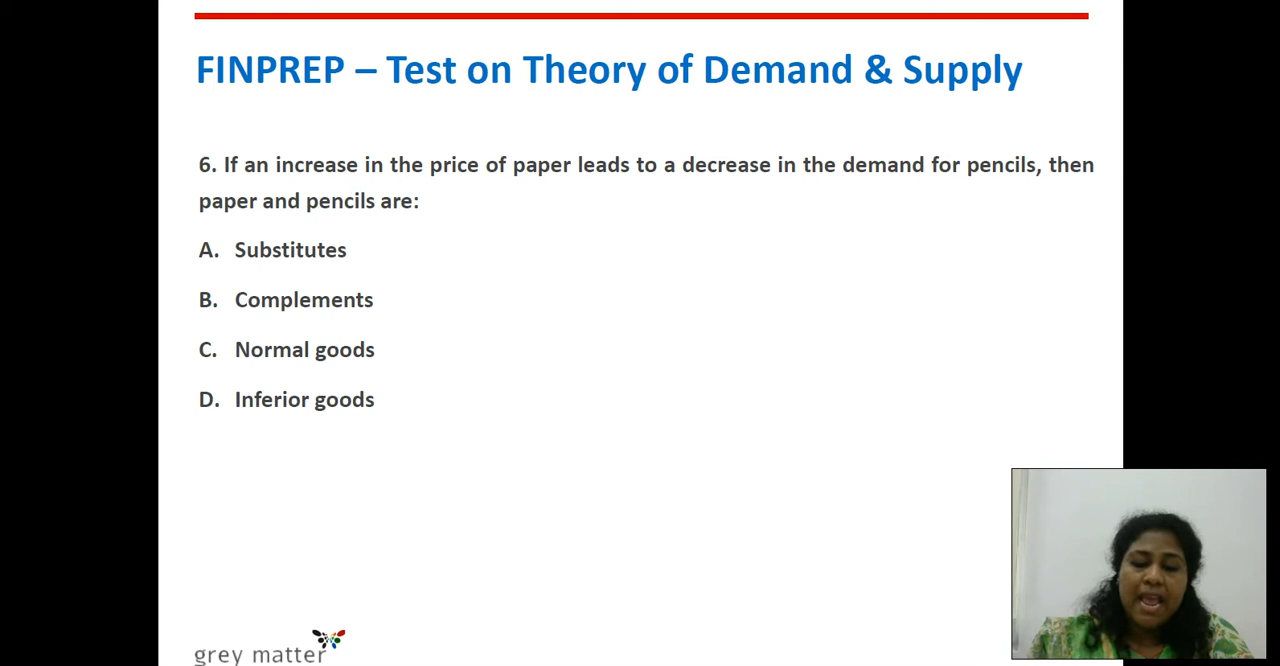 FINPREP – Test on Theory of Demand & Supply
6. If an increase in the price of paper leads to a decrease in the demand for pencils, then
paper and pencils are:
A. Substitutes
B. Complements
C. Normal goods
D. Inferior goods
grey matter